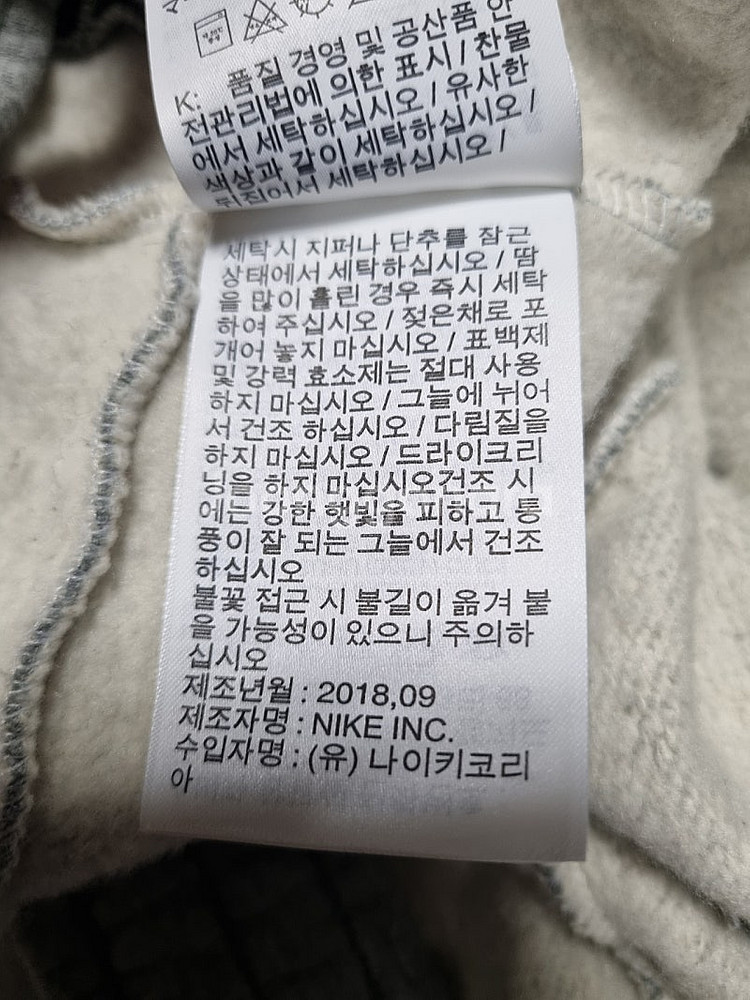 K: 품질 경영 및 공산품 안
전관리법에 의한 표시 / 찬물
에서 세탁하십시오 / 유사한
색상과 같이 세탁하십시오 /
뒤집어서 세탁하십시오 /
세탁시 지퍼나 단추를 잠근
상태에서 세탁하십시오 / 땀
을 많이 흘린 경우 즉시 세탁
하여 주십시오 / 젖은채로 포
개어 놓지 마십시오 / 표백제
및 강력 효소제는 절대 사용
하지 마십시오 / 그늘에 뉘어
서 건조 하십시오 / 다림질을
하지 마십시오 / 드라이크리
닝을 하지 마십시오건조 시
에는 강한 햇빛을 피하고 통
풍이 잘 되는 그늘에서 건조
하십시오
불꽃 접근 시 불길이 옮겨 붙
을 가능성이 있으니 주의하
십시오
제조년월 : 2018,09
제조자명 : NIKE INC.
수입자명 : (유) 나이키코리
아